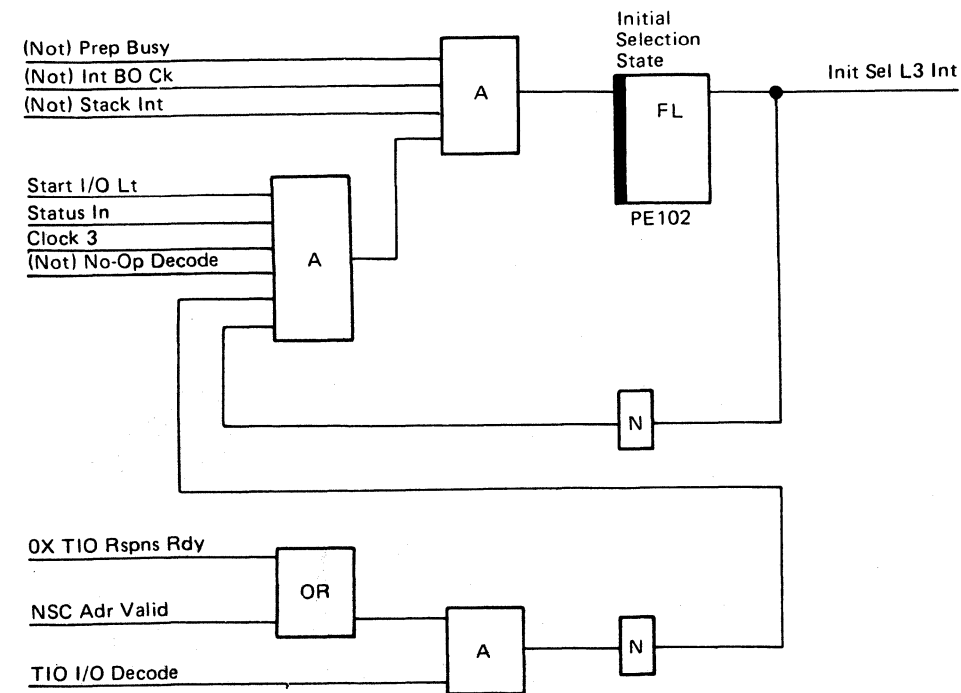 Initial
Selection
State
(Not) Prep Busy
(Not) Int BO Ck
(Not) Stack Int
A
FL
Init Sel L3 Int
PE102
Start I/O Lt
Status In
Clock 3
(Not) No-Op Decode
A
N
0X TIO Rspns Rdy
OR
NSC Adr Valid
A
N
TIO I/O Decode